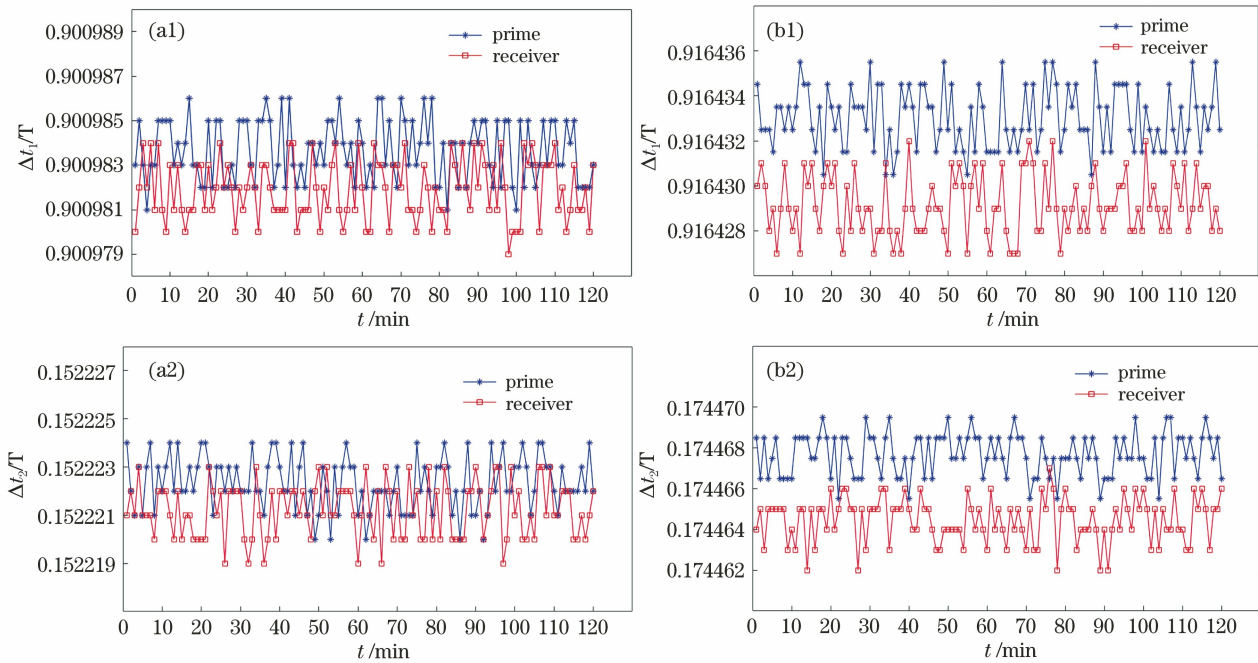 (a1)
prime
receiver
0.900989
0.900987
0.900985
0.900983
0.900981
0.900979
Δt₁/T
0 10 20 30 40 50 60 70 80 90 100 110 120
t /min
(b1)
prime
receiver
0.916436
0.916434
0.916432
0.916430
0.916428
Δt₁/T
0 10 20 30 40 50 60 70 80 90 100 110 120
t /min
(a2)
prime
receiver
0.152227
0.152225
0.152223
0.152221
0.152219
Δt₂/T
0 10 20 30 40 50 60 70 80 90 100 110 120
t /min
(b2)
prime
receiver
0.174470
0.174468
0.174466
0.174464
0.174462
Δt₂/T
0 10 20 30 40 50 60 70 80 90 100 110 120
t /min